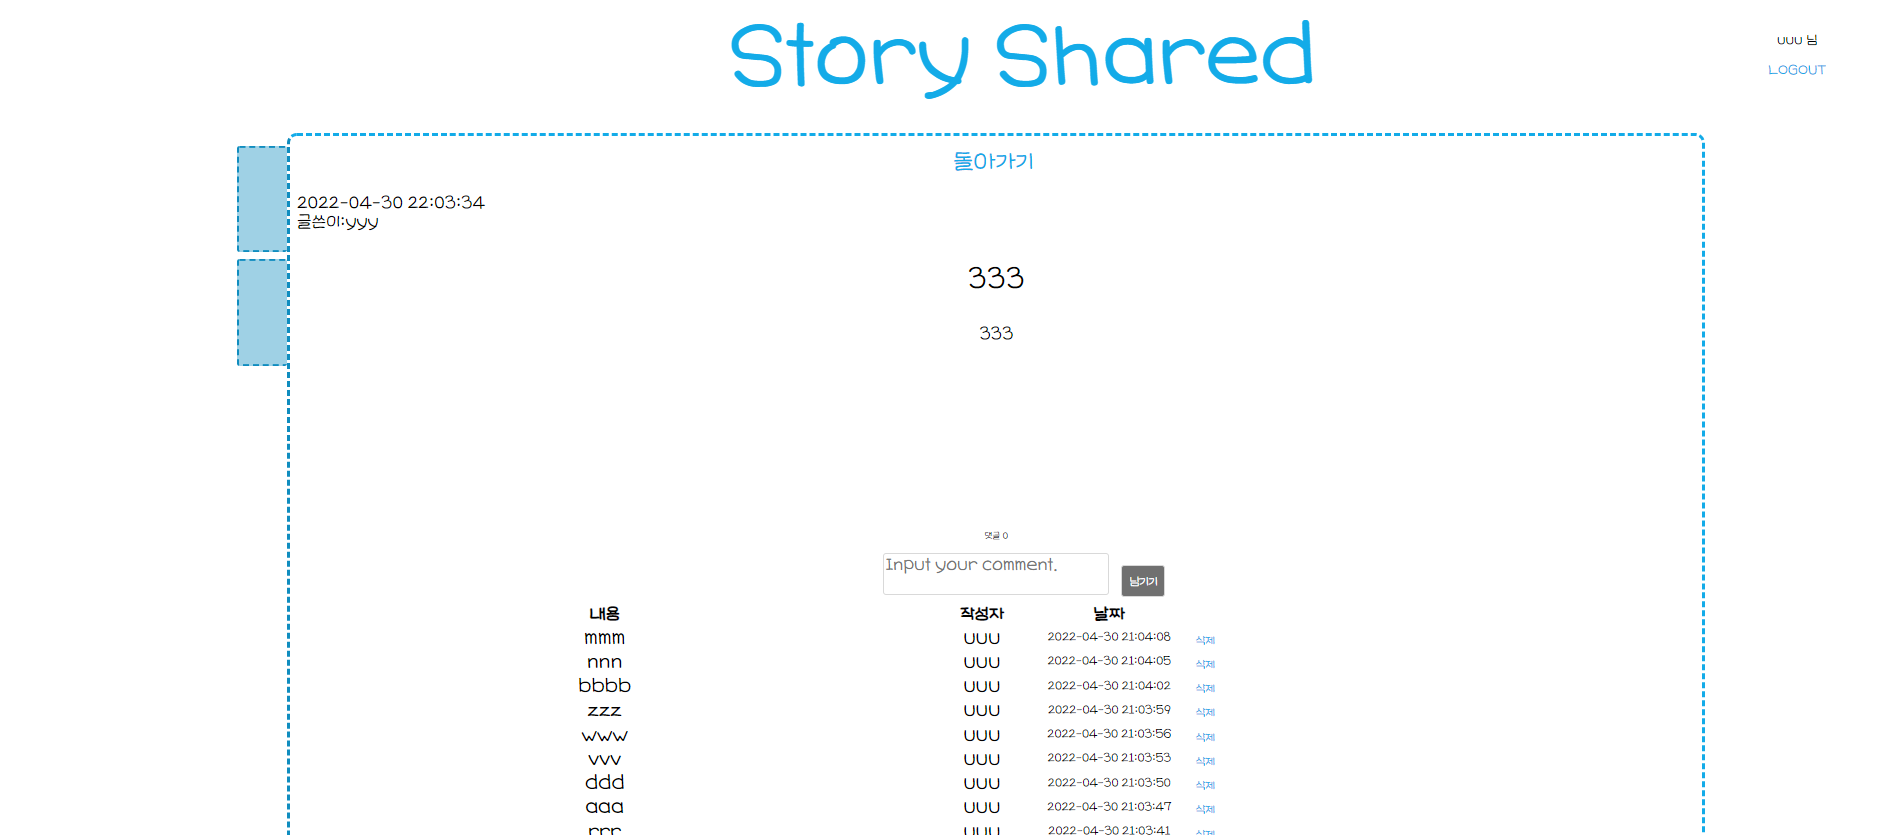 Story Shared
uuu 님
LOGOUT
돌아가기
2022-04-30 22:03:34
글쓴이:yyy
333
333
댓글 0
Input your comment.
남기기
내용 작성자 날짜
mmm uuu 2022-04-30 21:04:08 삭제
nnn uuu 2022-04-30 21:04:05 삭제
bbbb uuu 2022-04-30 21:04:02 삭제
zzz uuu 2022-04-30 21:03:59 삭제
www uuu 2022-04-30 21:03:56 삭제
vvv uuu 2022-04-30 21:03:53 삭제
ddd uuu 2022-04-30 21:03:50 삭제
aaa uuu 2022-04-30 21:03:47 삭제
rrr uuu 2022-04-30 21:03:41 삭제